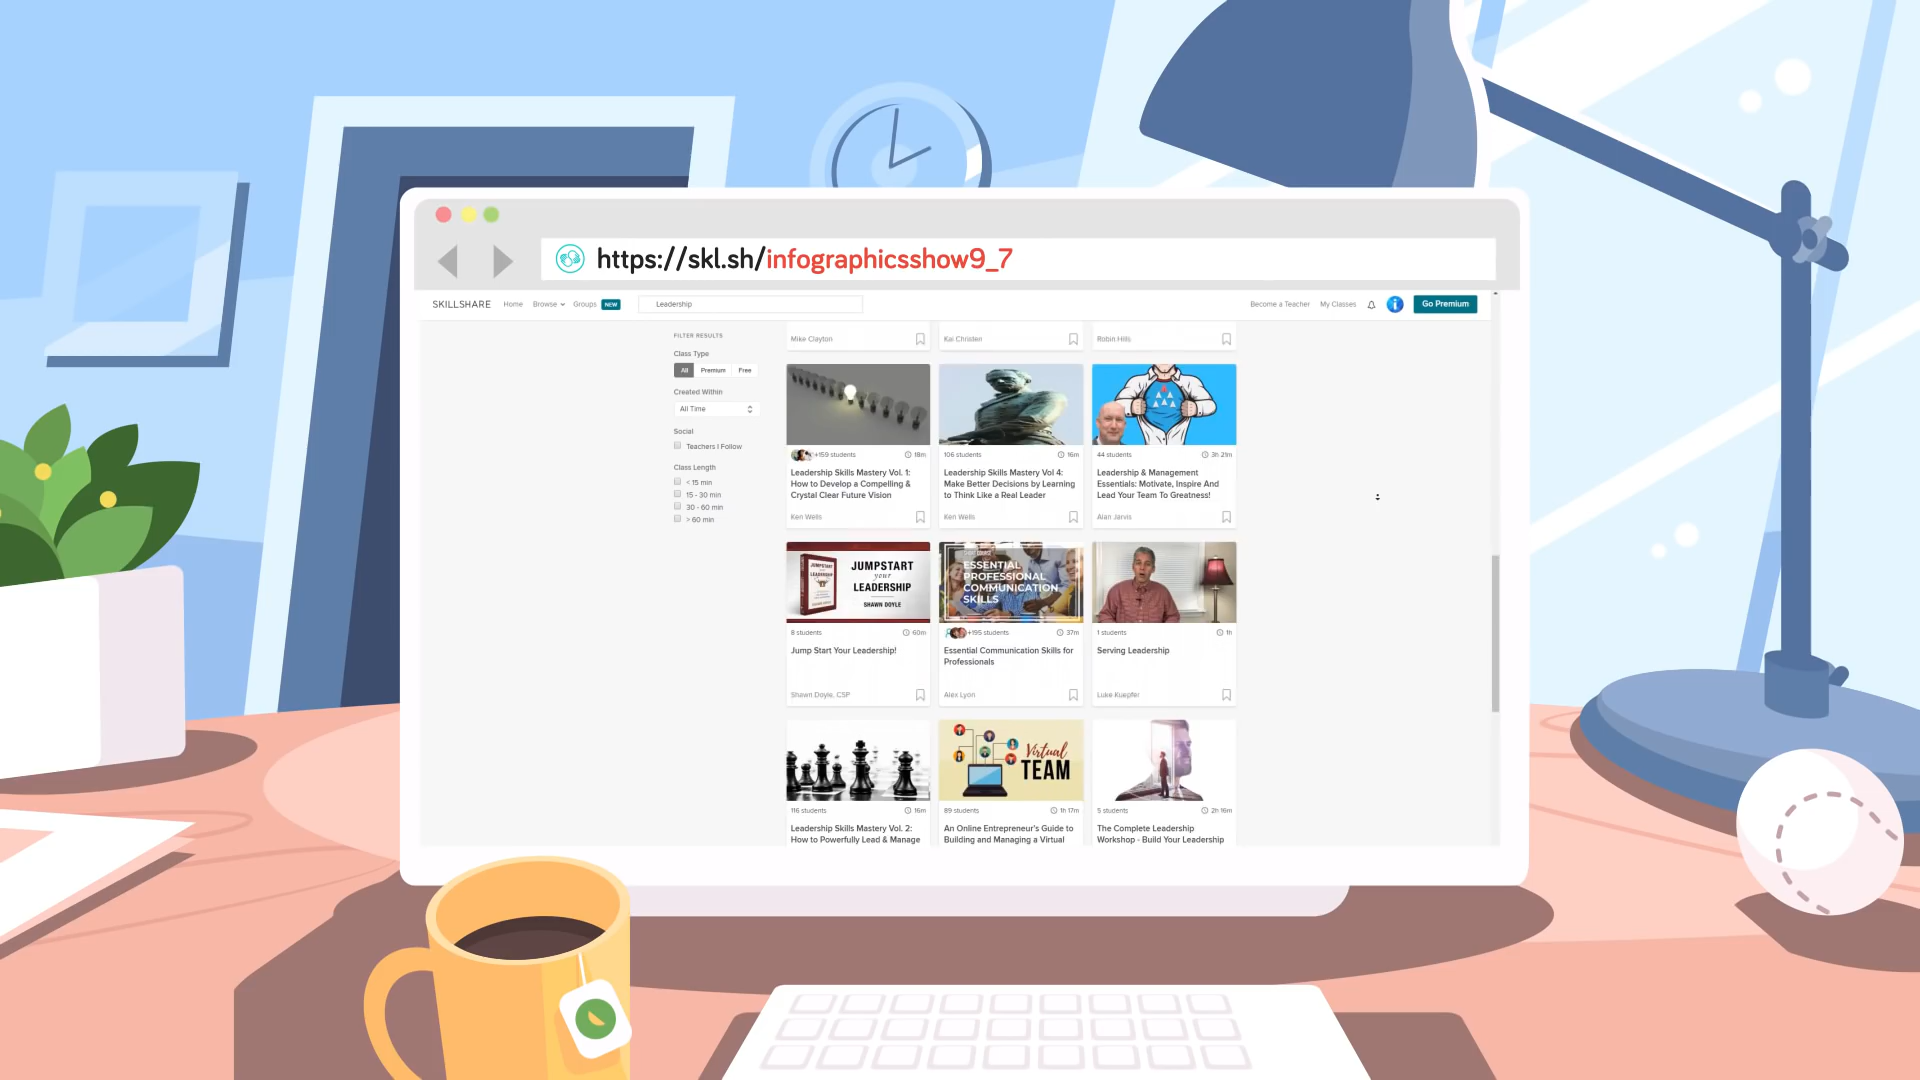 https://skl.sh/infographicsshow9_7
SKILLSHARE Home Browse Groups NEW Leadership Become a Teacher My Classes Go Premium
FILTER RESULTS
Class Type
All Premium Free
Created Within
All Time
Social
Teachers I Follow
Class Length
< 15 min
15 - 30 min
30 - 60 min
> 60 min
Mike Clayton
Kai Christen
Robin Hills
+159 students 18m
Leadership Skills Mastery Vol. 1:
How to Develop a Compelling &
Crystal Clear Future Vision
Ken Wells
106 students 16m
Leadership Skills Mastery Vol 4:
Make Better Decisions by Learning
to Think Like a Real Leader
Ken Wells
44 students 3h 21m
Leadership & Management
Essentials: Motivate, Inspire And
Lead Your Team To Greatness!
Alan Jarvis
JUMPSTART
your
LEADERSHIP
SHAWN DOYLE
JUMPSTART
LEADERSHIP
8 students 60m
Jump Start Your Leadership!
Shawn Doyle, CSP
ESSENTIAL
PROFESSIONAL
COMMUNICATION
SKILLS
+195 students 37m
Essential Communication Skills for
Professionals
Alex Lyon
1 students 1h
Serving Leadership
Luke Kuepfer
116 students 16m
Leadership Skills Mastery Vol. 2:
How to Powerfully Lead & Manage
Virtual
TEAM
89 students 1h 17m
An Online Entrepreneur's Guide to
Building and Managing a Virtual
5 students 2h 16m
The Complete Leadership
Workshop - Build Your Leadership